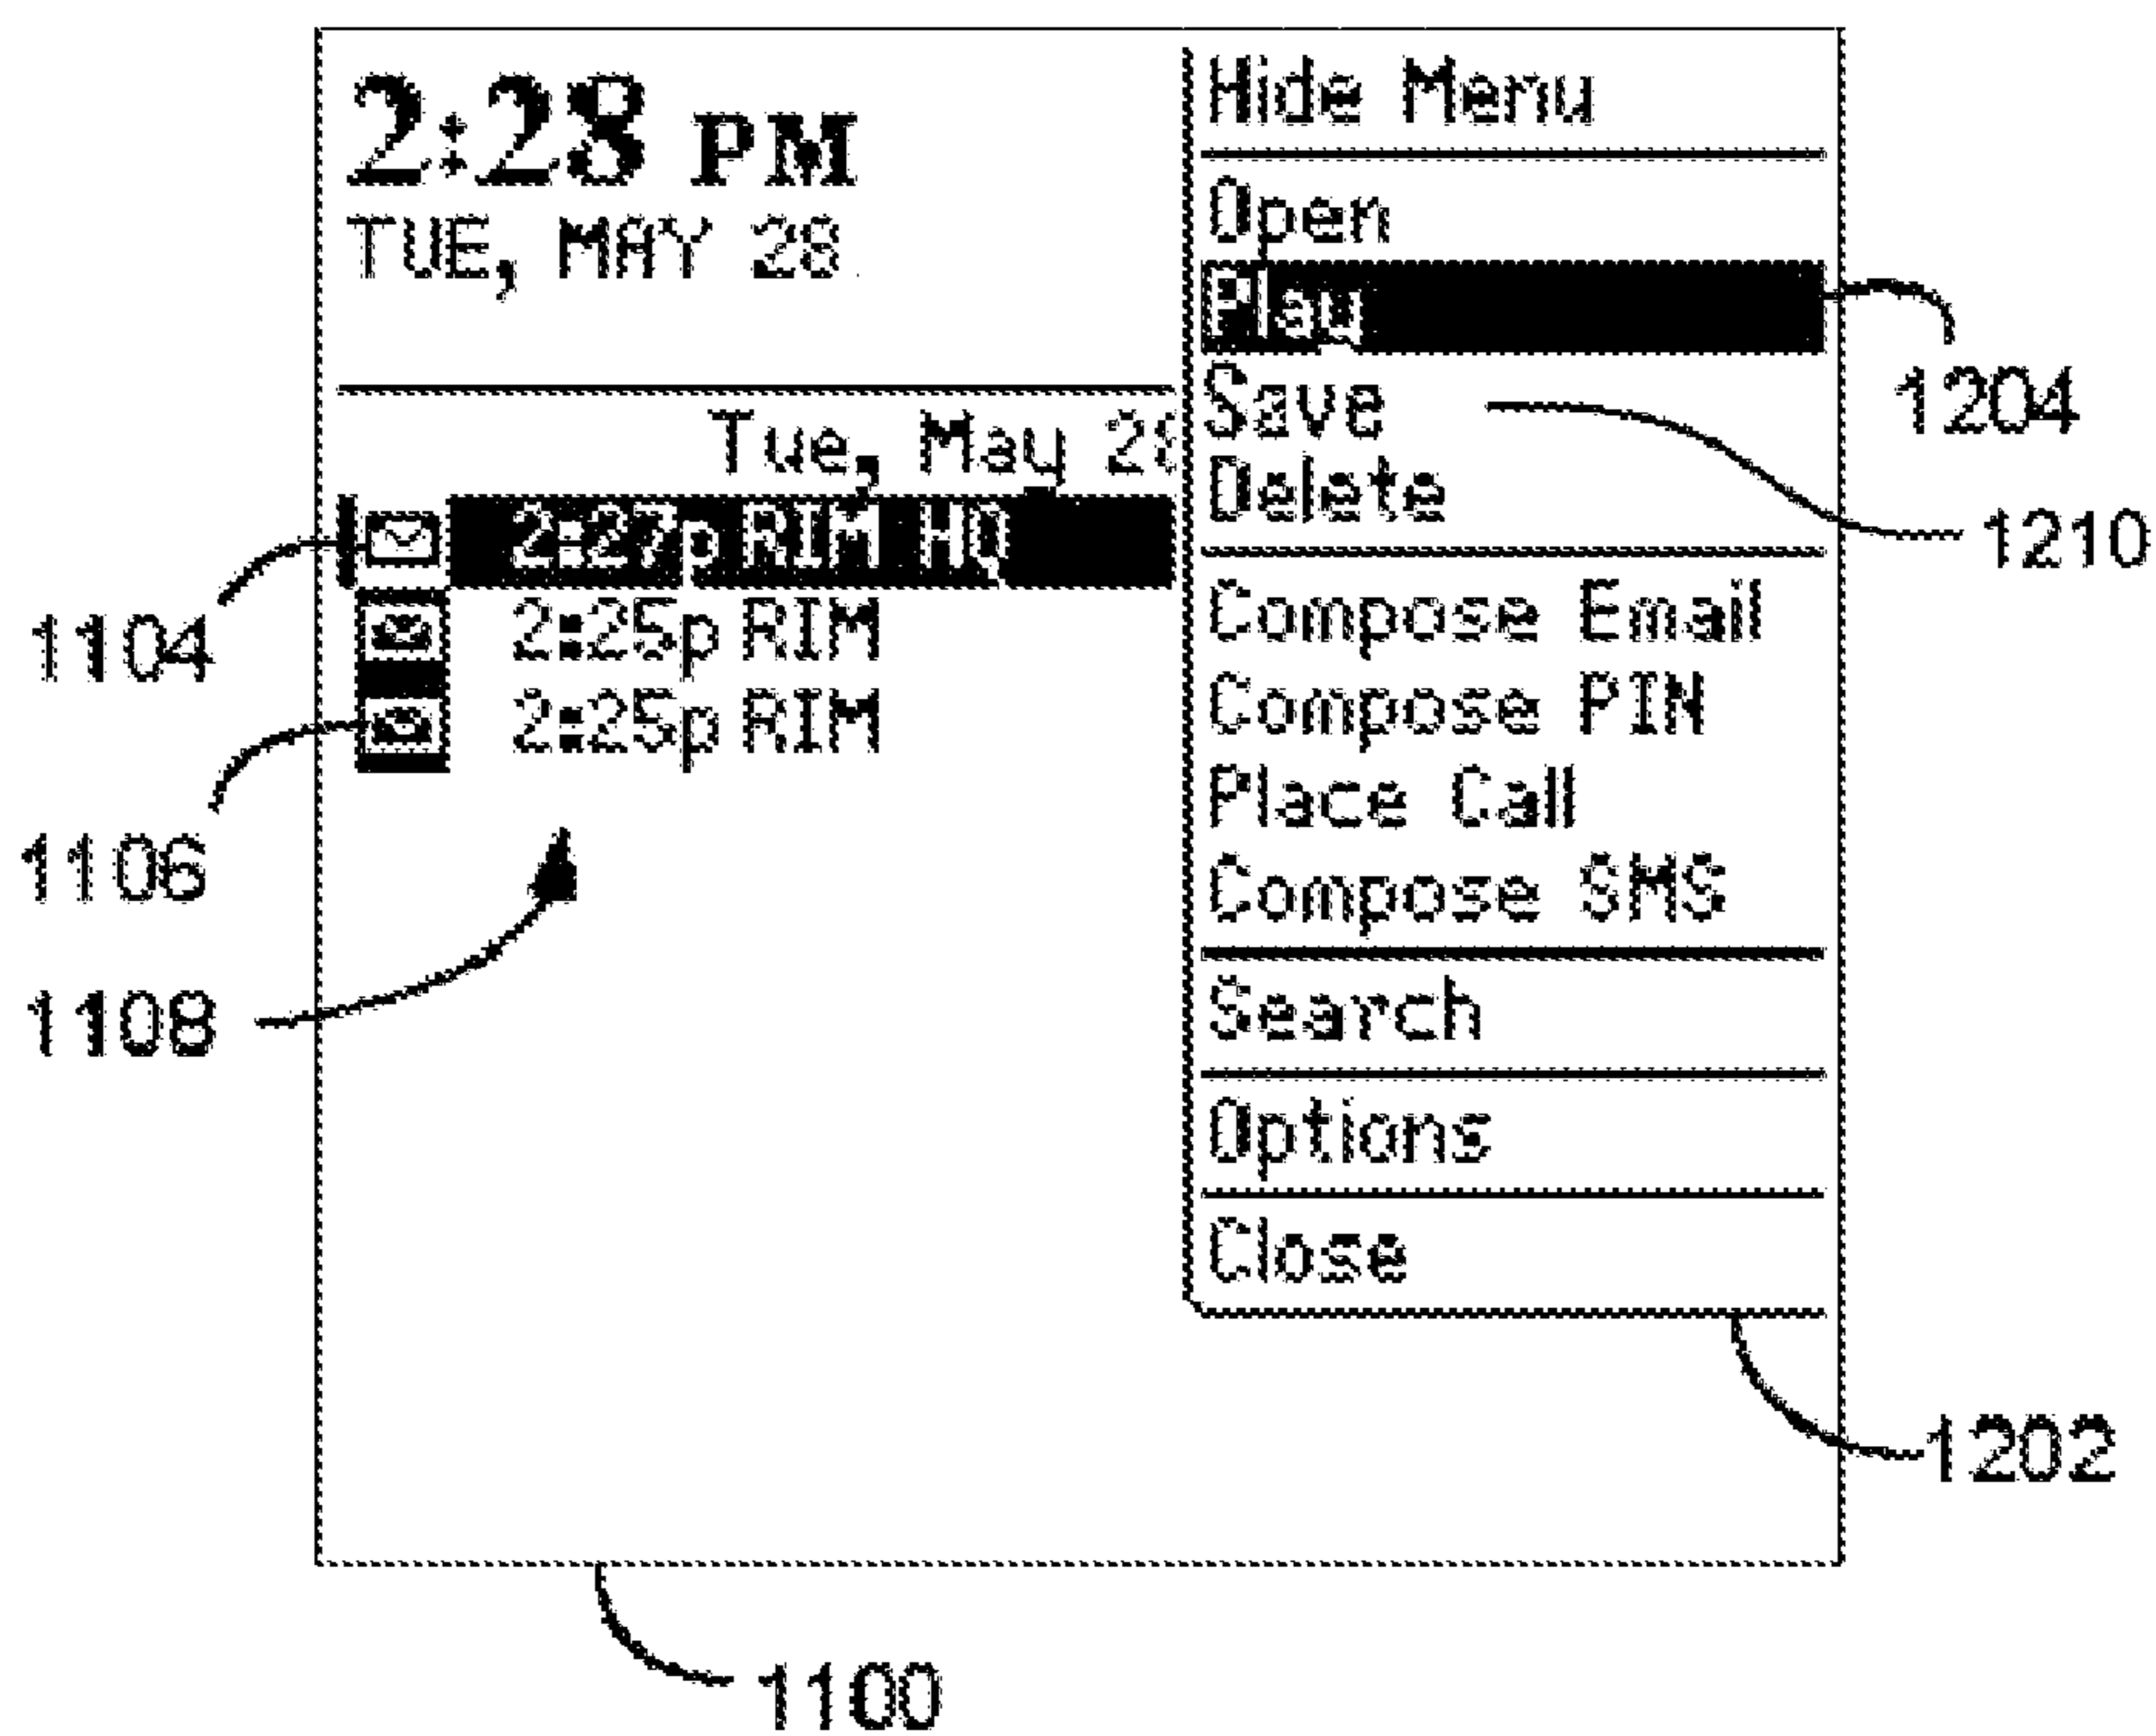 2:28 PM
TUE, MAY 28
Tue, May 28
2:27p RIM HQ
2:25p RIM
2:25p RIM
Hide Menu
Open
Play
Save
Delete
Compose Email
Compose PIN
Place Call
Compose SMS
Search
Options
Close
1104
1106
1108
1204
1210
1202
1100